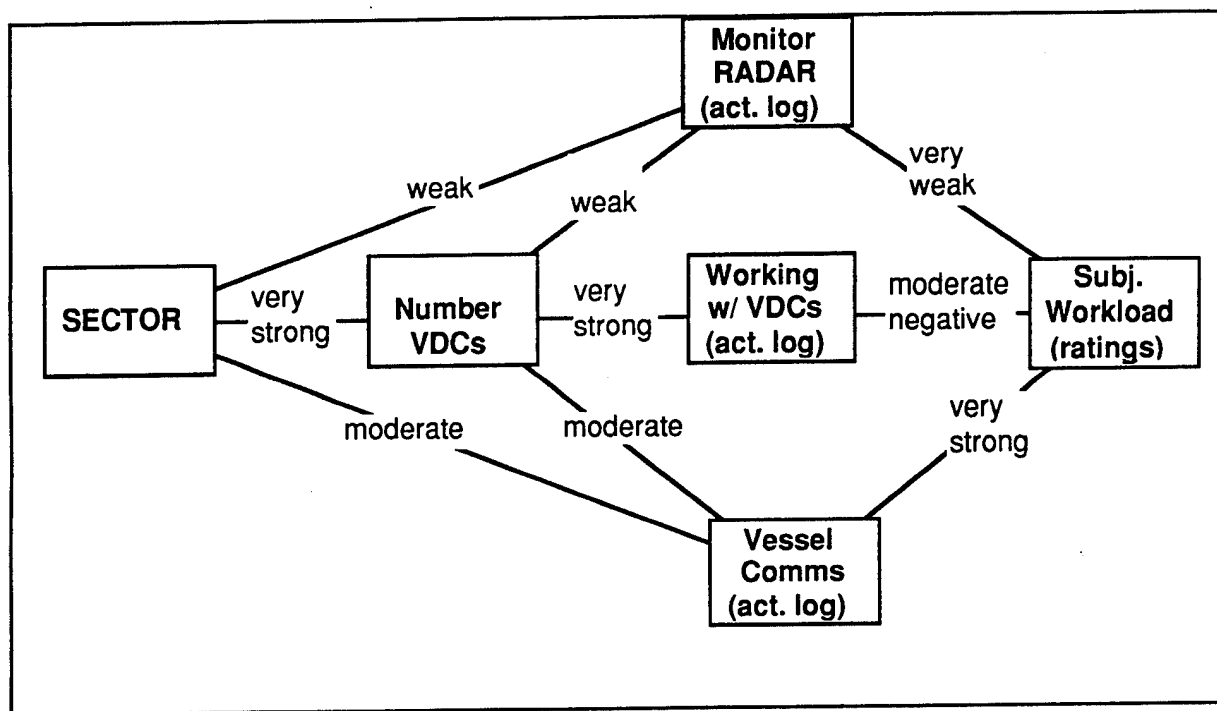 Monitor
RADAR
(act. log)
very
weak
weak
weak
SECTOR
very
strong
Number
VDCs
very
strong
Working
w/ VDCs
(act. log)
moderate
negative
Subj.
Workload
(ratings)
moderate
moderate
very
strong
Vessel
Comms
(act. log)